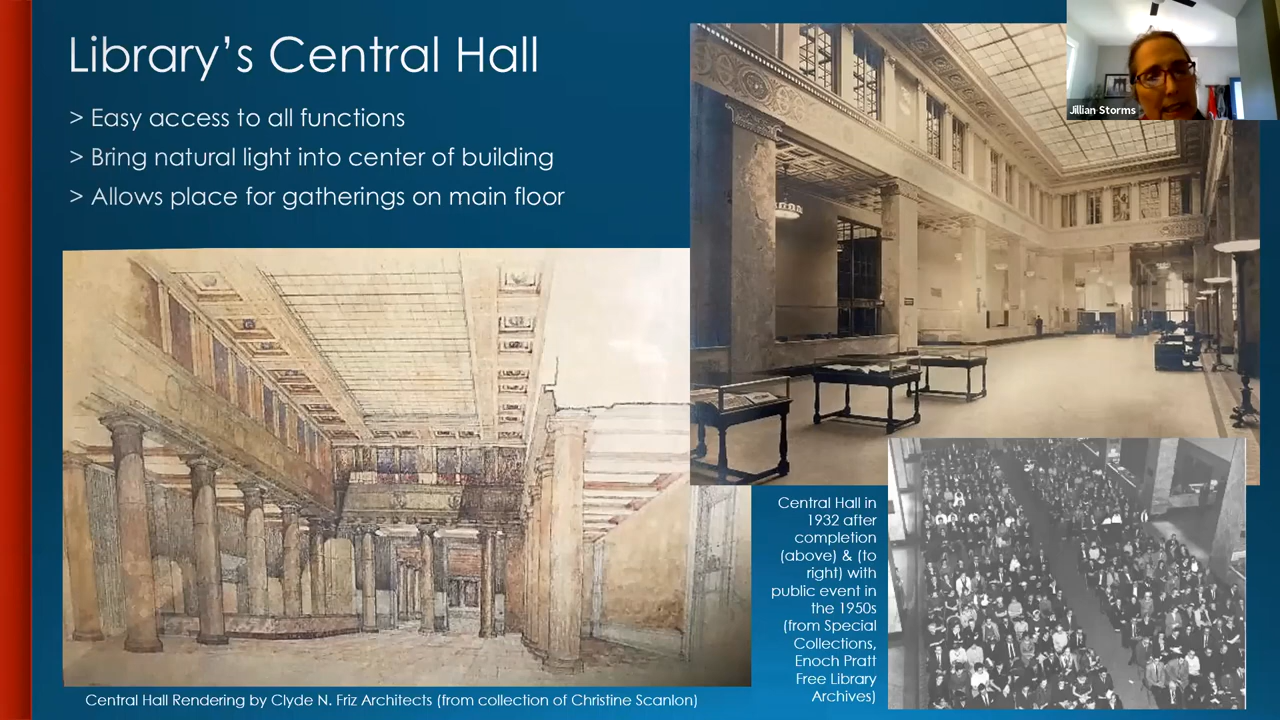 Library's Central Hall
> Easy access to all functions
> Bring natural light into center of building
> Allows place for gatherings on main floor
Jillian Storms
Central Hall in
1932 after
completion
(above) & (to
right) with
public event in
the 1950s
(from Special
Collections,
Enoch Pratt
Free Library
Archives)
Central Hall Rendering by Clyde N. Friz Architects (from collection of Christine Scanlon)